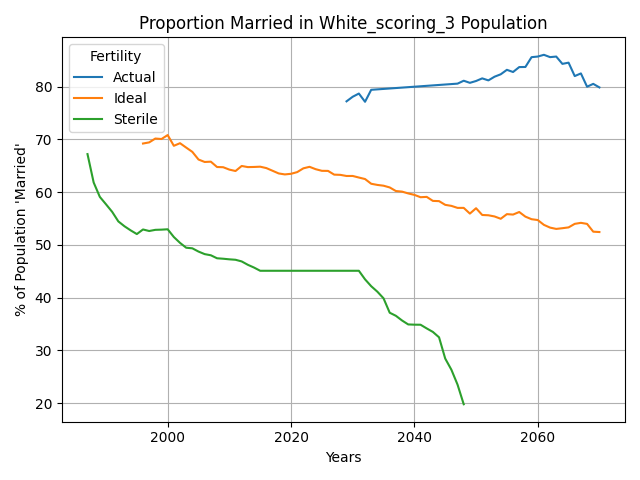 Proportion Married in White_scoring_3 Population
Fertility
Actual
Ideal
Sterile
% of Population 'Married'
80
70
60
50
40
30
20
2000
2020
2040
2060
Years